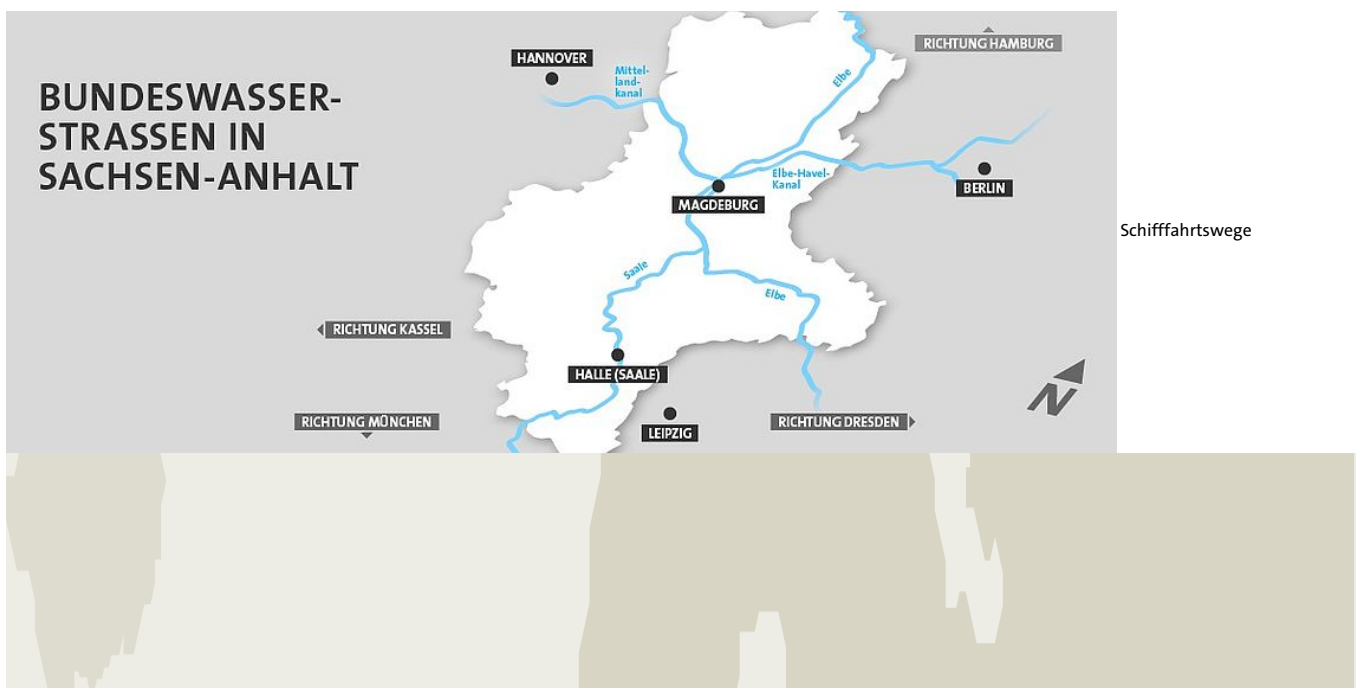 BUNDESWASSER-
STRASSEN IN
SACHSEN-ANHALT
HANNOVER
Mittel-
land-
kanal
Elbe
RICHTUNG HAMBURG
Elbe-Havel-
Kanal
BERLIN
MAGDEBURG
Schifffahrtswege
Saale
Elbe
RICHTUNG KASSEL
HALLE (SAALE)
RICHTUNG MÜNCHEN
LEIPZIG
RICHTUNG DRESDEN
N